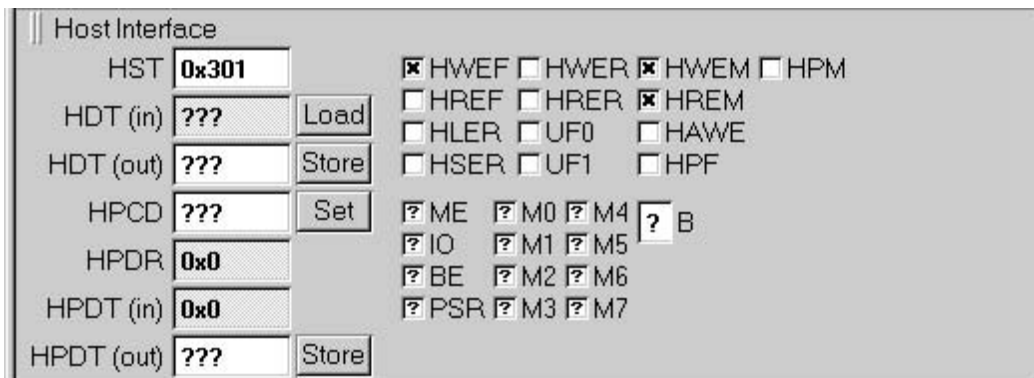 Host Interface
HST 0x301 HWEF HWER HWEM HPM
HREF HRER HREM
HDT (in) ??? Load
HLER UF0 HAWE
HDT (out) ??? Store HSER UF1 HPF
HPCD ??? Set ? ME ? M0 ? M4 ? B
? IO ? M1 ? M5
HPDR 0x0
? BE ? M2 ? M6
HPDT (in) 0x0 ? PSR ? M3 ? M7
HPDT (out) ??? Store